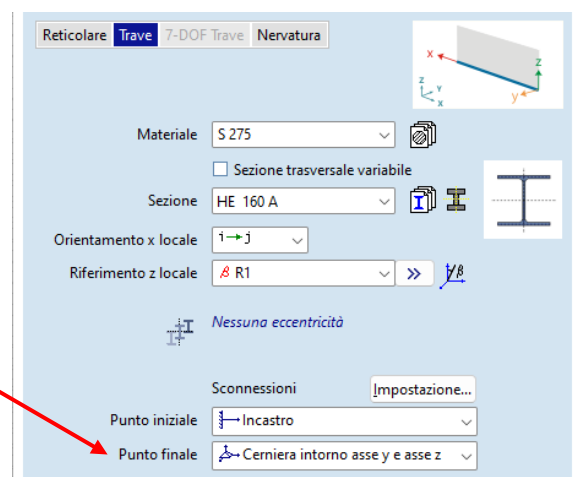 Reticolare Trave 7-DOF Trave Nervatura
x z y
z y x
Materiale S 275
Sezione trasversale variabile
Sezione HE 160 A
Orientamento x locale i→j
Riferimento z locale β R1 » β
Nessuna eccentricità
Sconnessioni Impostazione...
Punto iniziale Incastro
Punto finale Cerniera intorno asse y e asse z